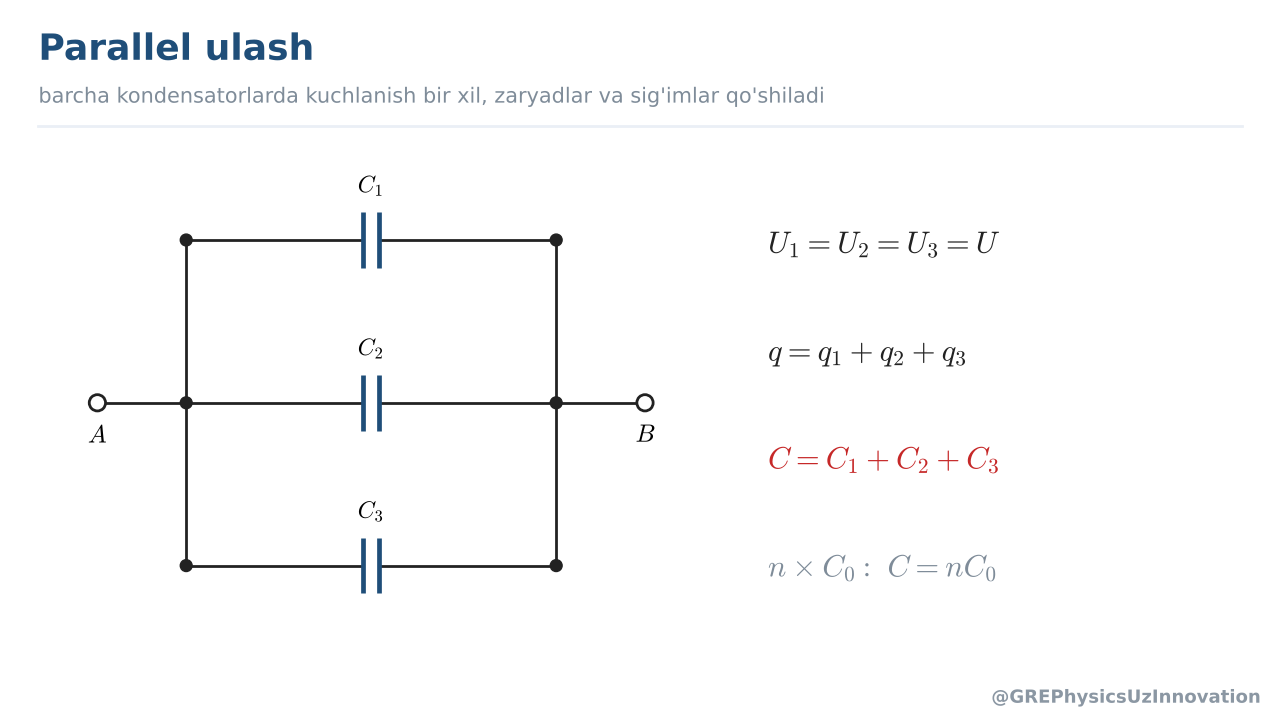 Parallel ulash
barcha kondensatorlarda kuchlanish bir xil, zaryadlar va sig'imlar qo'shiladi
C₁
U₁ = U₂ = U₃ = U
C₂
q = q₁ + q₂ + q₃
A
B
C = C₁ + C₂ + C₃
C₃
n × C₀ : C = nC₀
@GREPhysicsUzInnovation